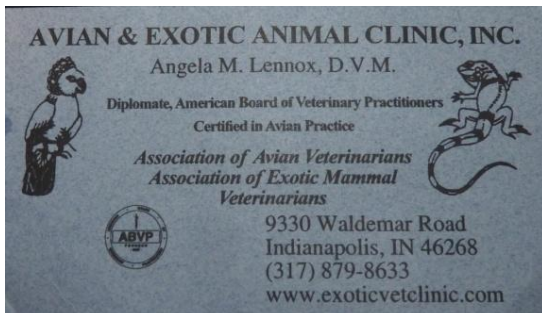 AVIAN & EXOTIC ANIMAL CLINIC, INC.
Angela M. Lennox, D.V.M.
Diplomate, American Board of Veterinary Practitioners
Certified in Avian Practice
Association of Avian Veterinarians
Association of Exotic Mammal
Veterinarians
ABVP
9330 Waldemar Road
Indianapolis, IN 46268
(317) 879-8633
www.exoticvetclinic.com